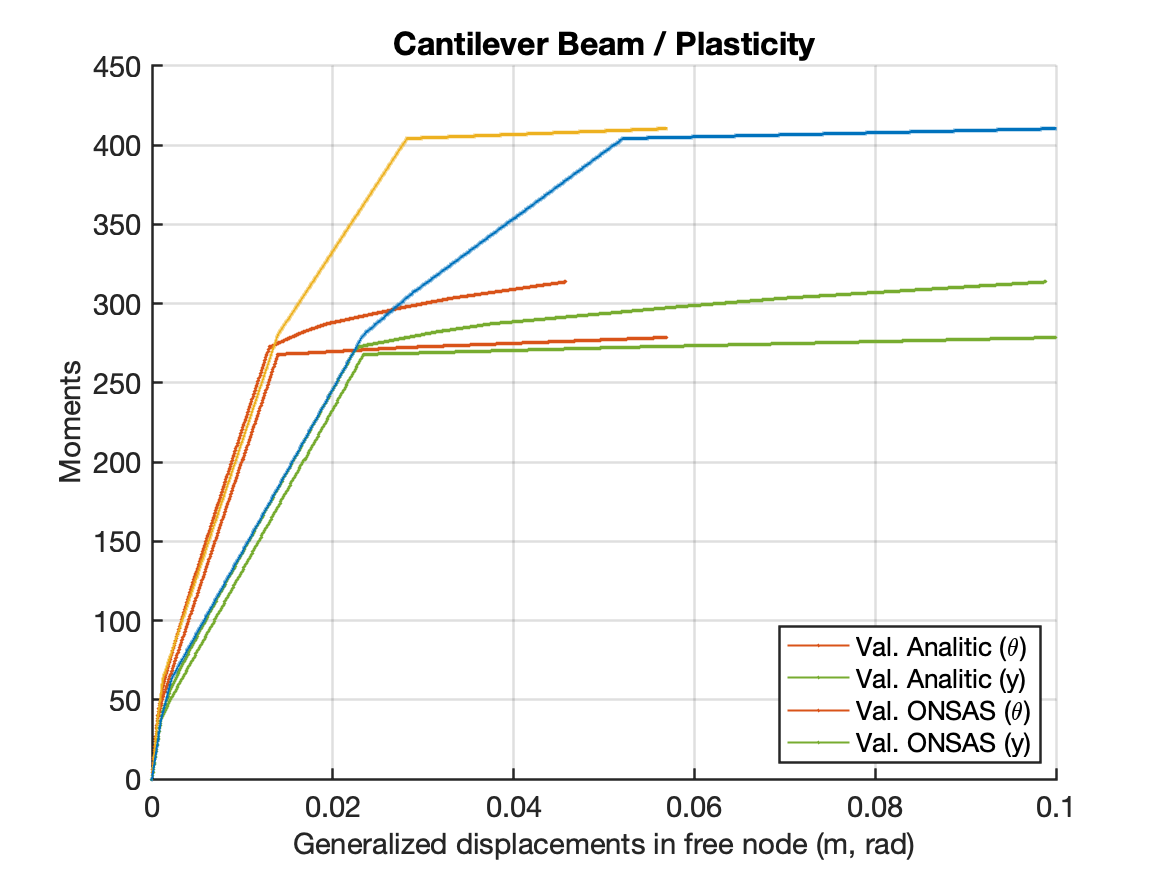 Cantilever Beam / Plasticity
450
400
350
300
250
200
150
100
50
0
Moments
0 0.02 0.04 0.06 0.08 0.1
Generalized displacements in free node (m, rad)
Val. Analitic (θ)
Val. Analitic (y)
Val. ONSAS (θ)
Val. ONSAS (y)